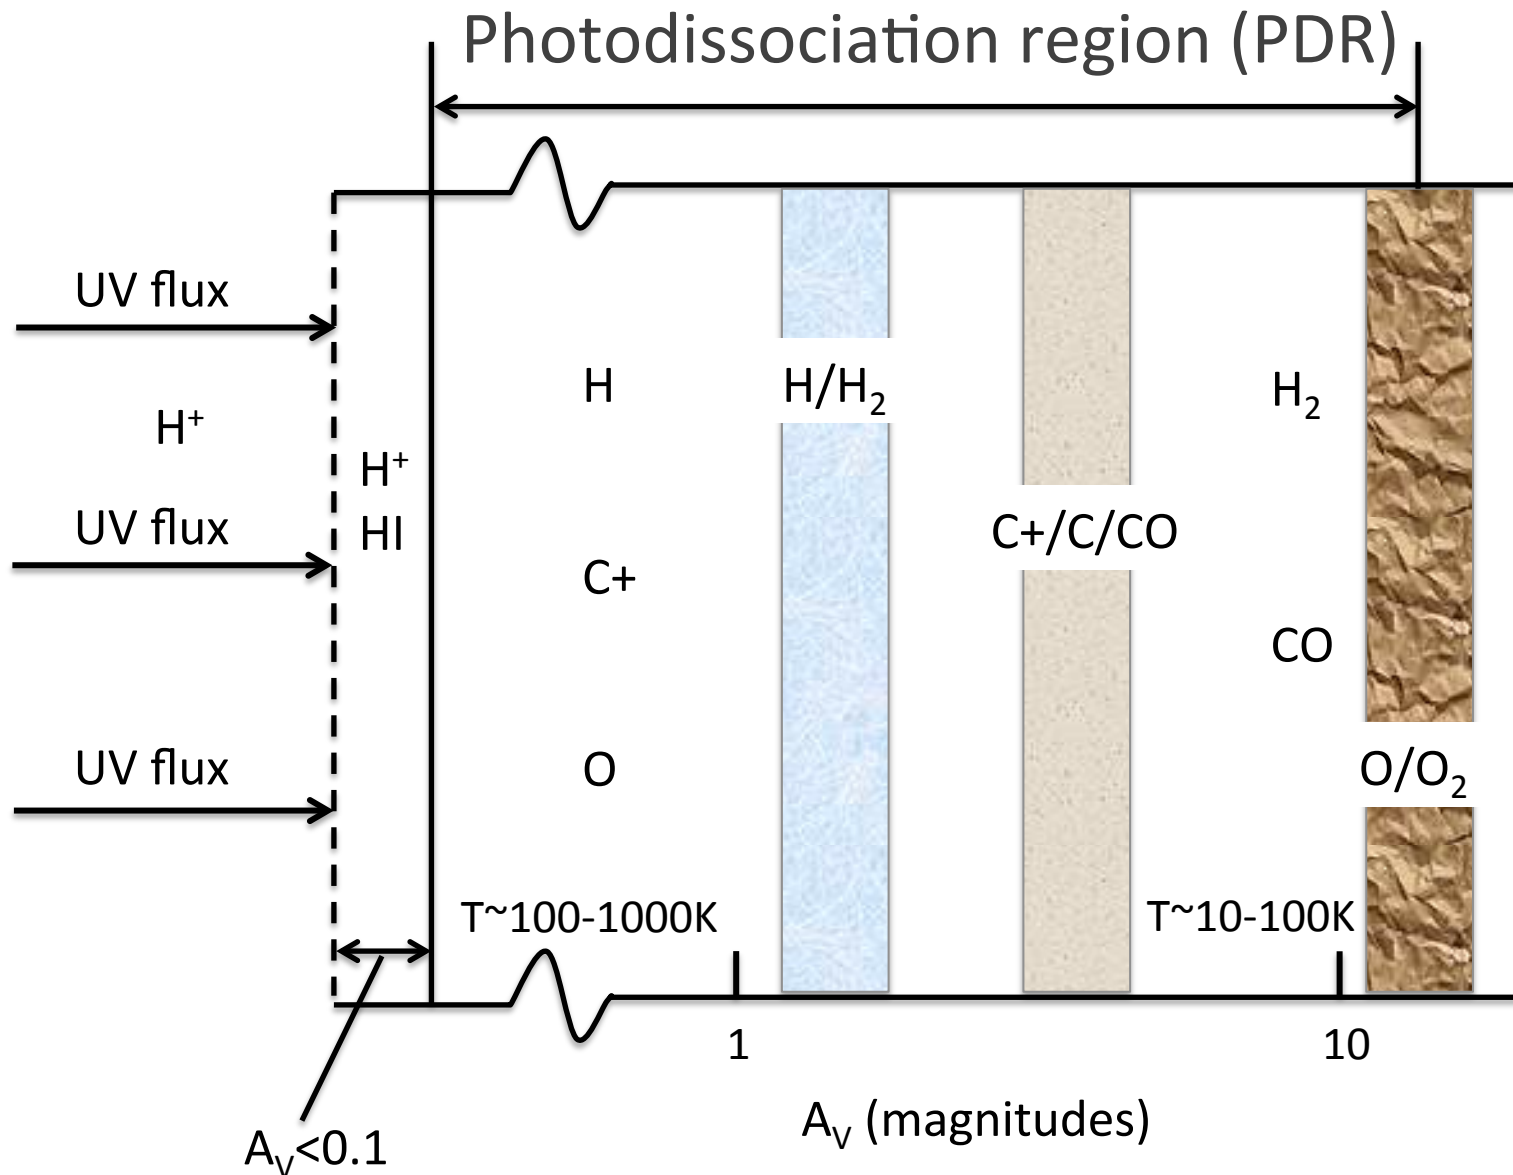 Photodissociation region (PDR)
UV flux
H⁺
UV flux
UV flux
H⁺
HI
H
C+
O
T~100-1000K
H/H₂
C+/C/CO
H₂
CO
O/O₂
T~10-100K
1
10
A_V (magnitudes)
A_V<0.1